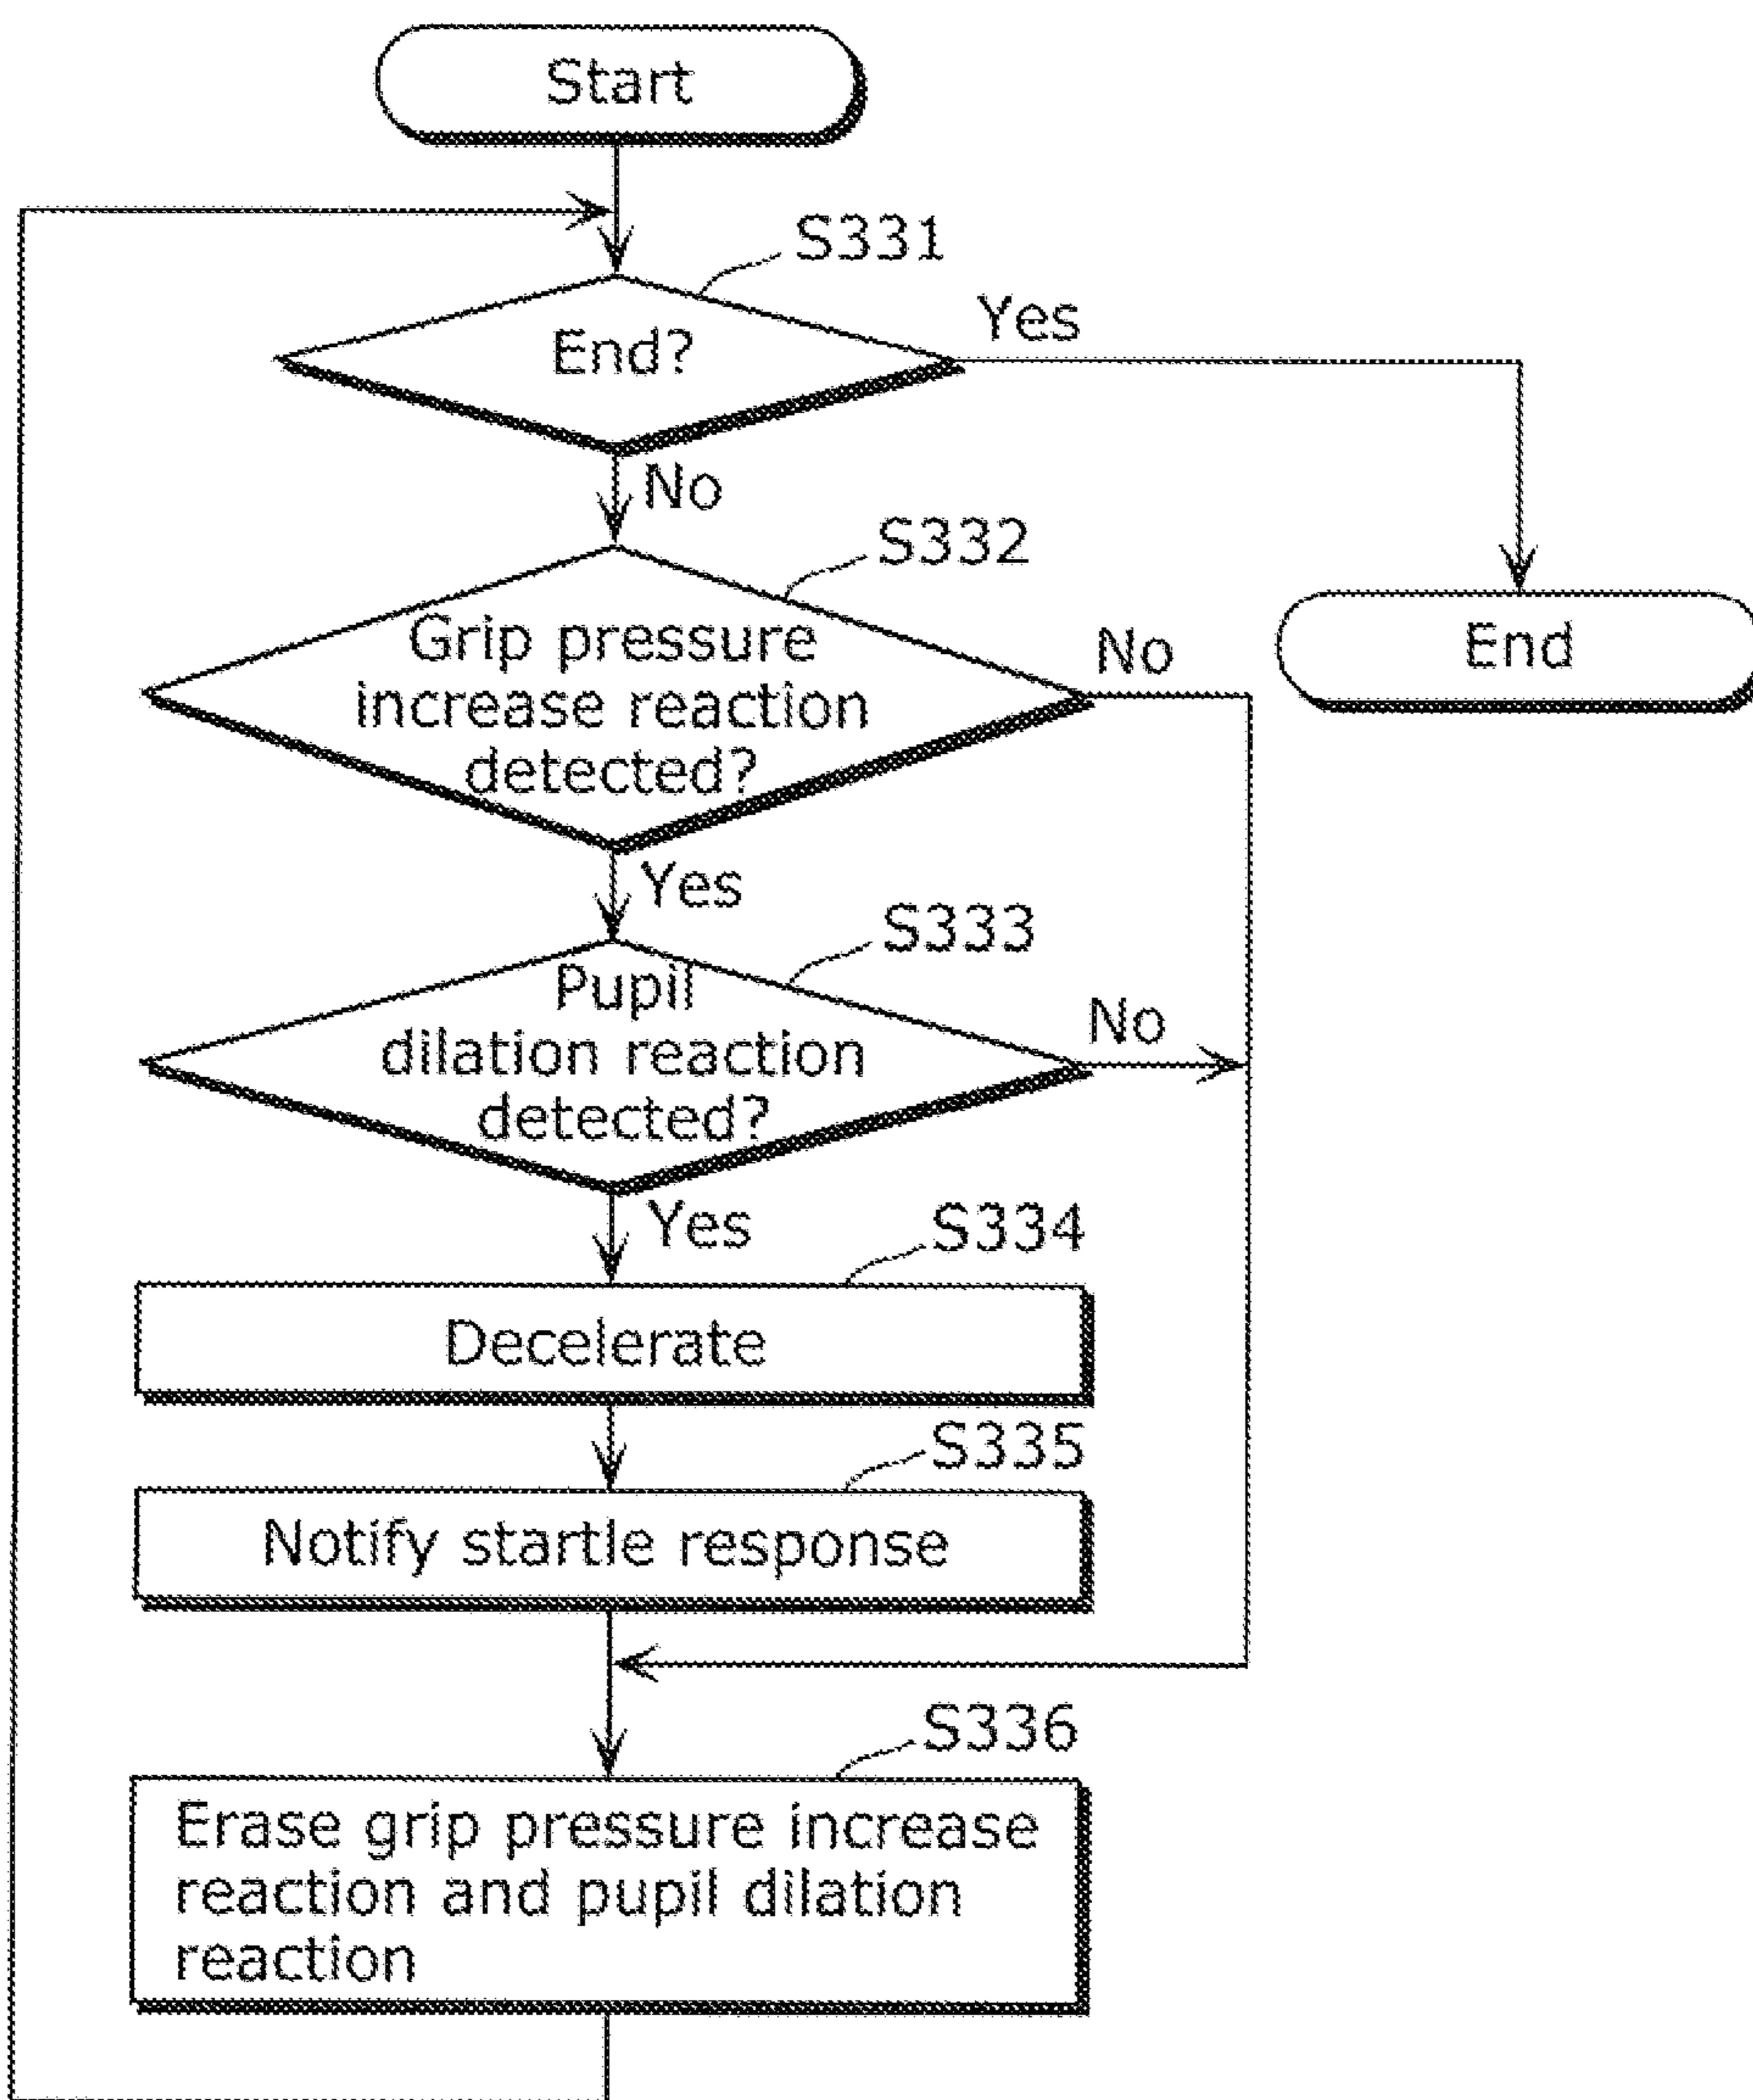 Start
S331
End?
Yes
No
S332
Grip pressure
increase reaction
detected?
No
End
Yes
S333
Pupil
dilation reaction
detected?
No
Yes
S334
Decelerate
S335
Notify startle response
S336
Erase grip pressure increase
reaction and pupil dilation
reaction